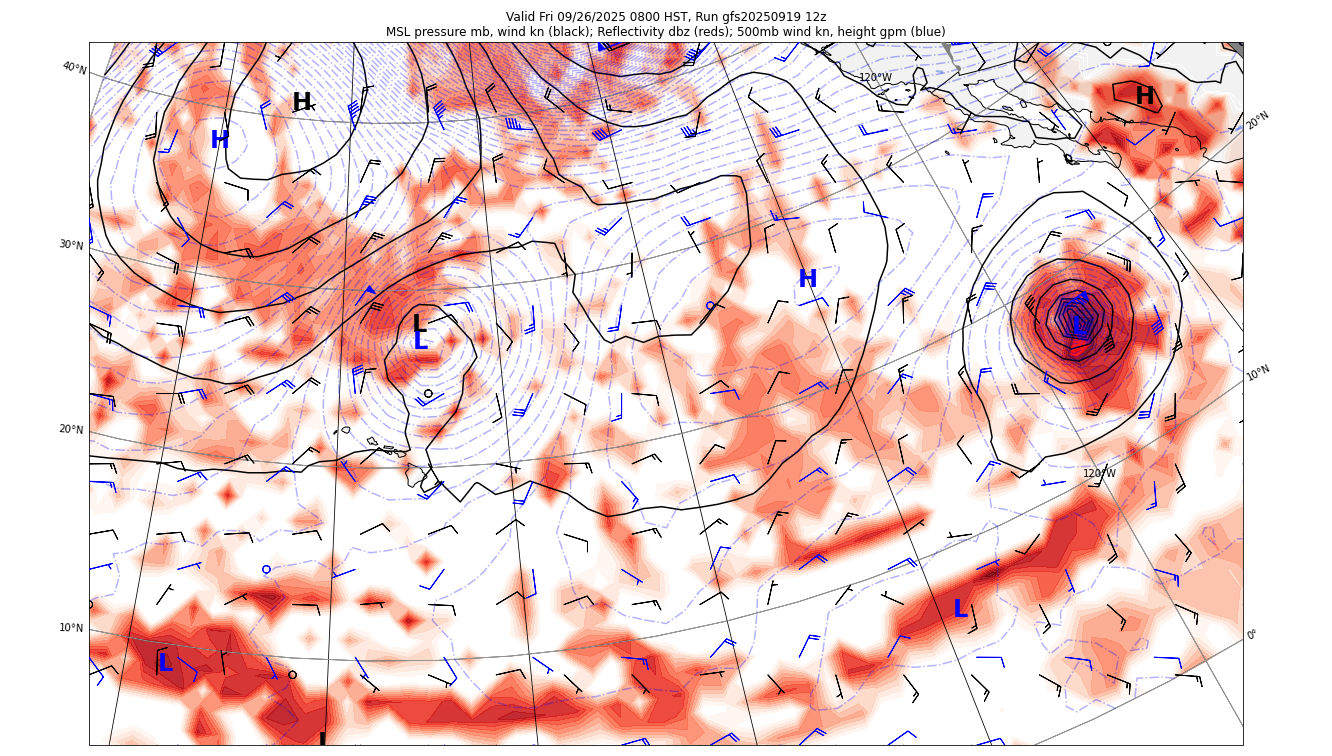 Valid Fri 09/26/2025 0800 HST, Run gfs20250919 12z
MSL pressure mb, wind kn (black); Reflectivity dbz (reds); 500mb wind kn, height gpm (blue)
40°N
120°W
H
H
H
20°N
30°N
H
L
L
L
10°N
20°N
120°W
10°N
L
0°
L
L